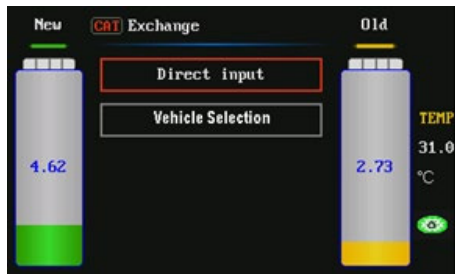 New CAT Exchange Old
Direct input
Vehicle Selection
TEMP
31.0
4.62 2.73 °C